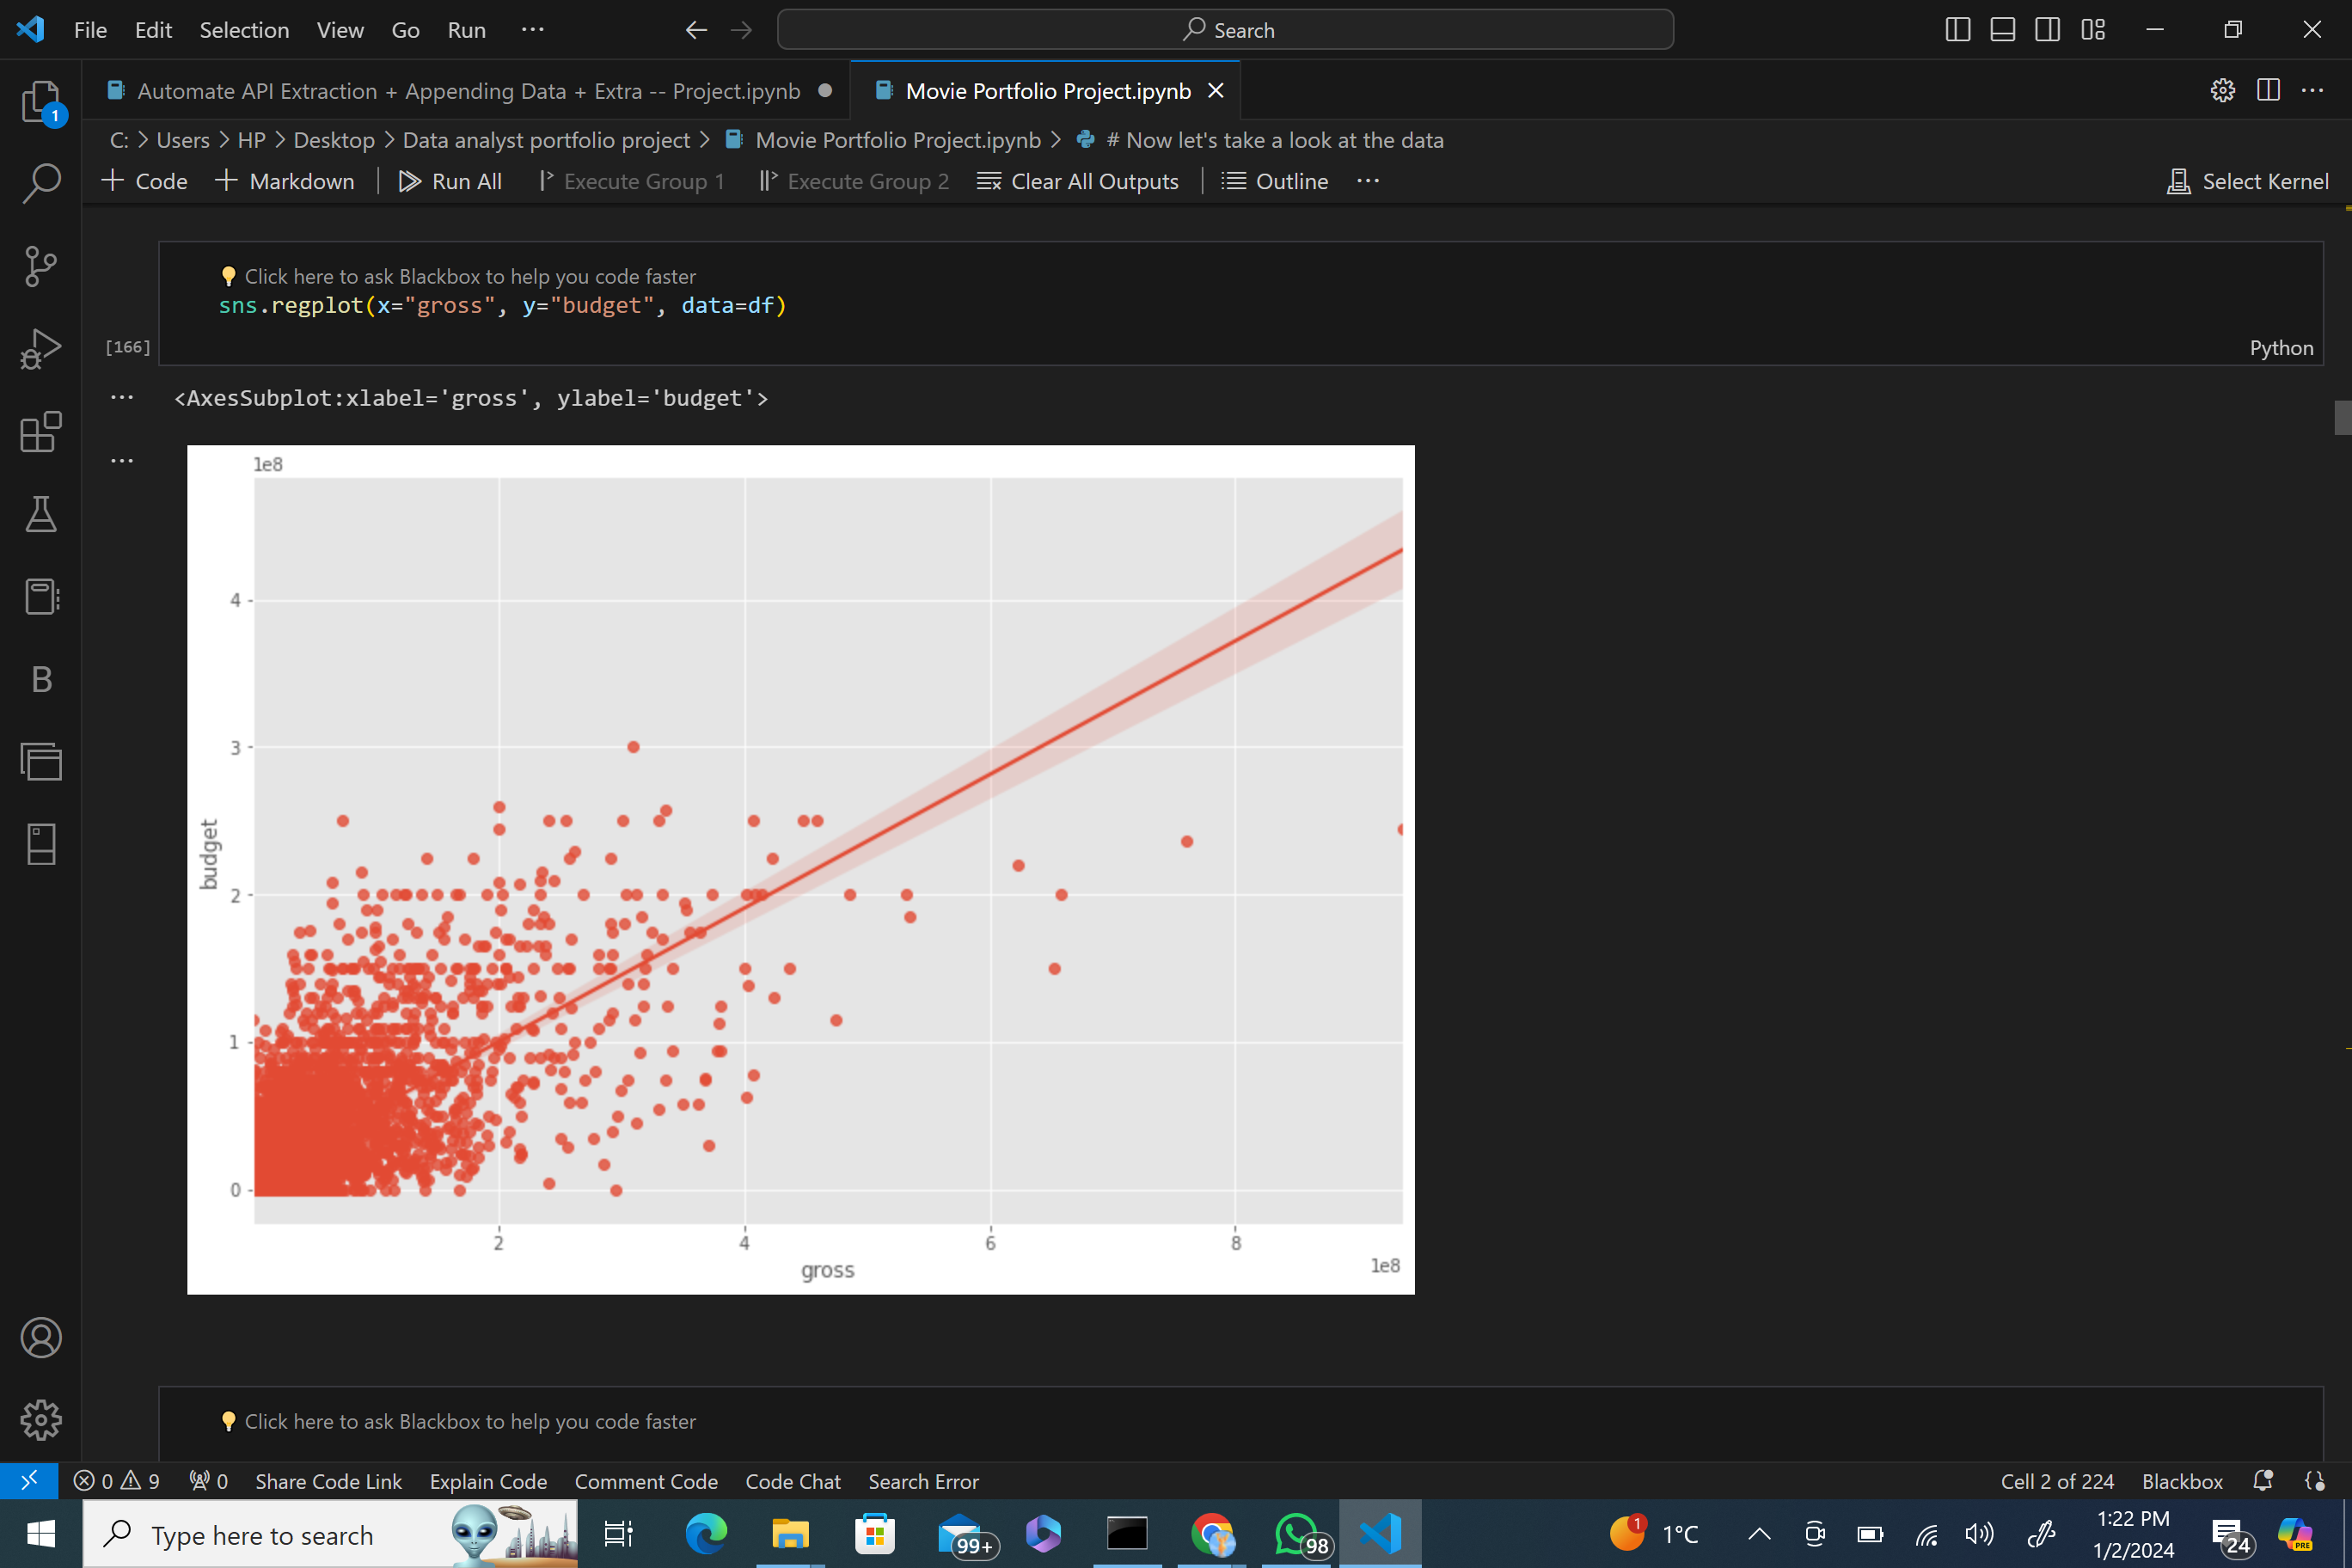 File Edit Selection View Go Run ··· Search
Automate API Extraction + Appending Data + Extra -- Project.ipynb Movie Portfolio Project.ipynb
1
C: > Users > HP > Desktop > Data analyst portfolio project > Movie Portfolio Project.ipynb > # Now let's take a look at the data
+ Code + Markdown Run All Execute Group 1 Execute Group 2 Clear All Outputs Outline ··· Select Kernel
Click here to ask Blackbox to help you code faster
sns.regplot(x="gross", y="budget", data=df)
[166]
Python
<AxesSubplot:xlabel='gross', ylabel='budget'>
1e8
4
3
budget
2
1
0
2 4 6 8
1e8
gross
B
Click here to ask Blackbox to help you code faster
0 9 0 Share Code Link Explain Code Comment Code Code Chat Search Error Cell 2 of 224 Blackbox
Type here to search 99+ 98 1 1°C 1:22 PM 24 PRE
1/2/2024